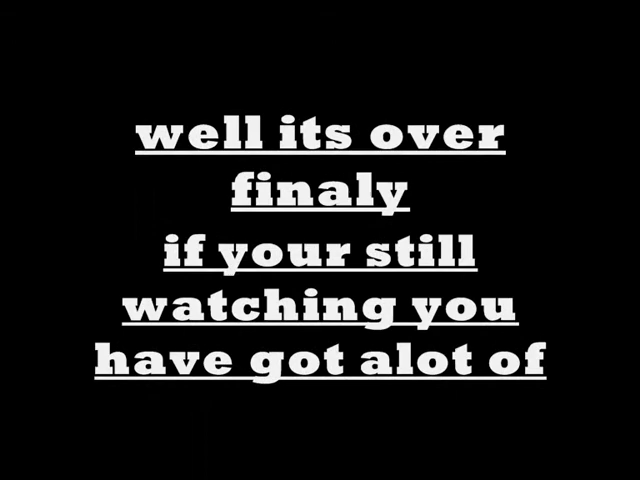 well its over
finaly
if your still
watching you
have got alot of